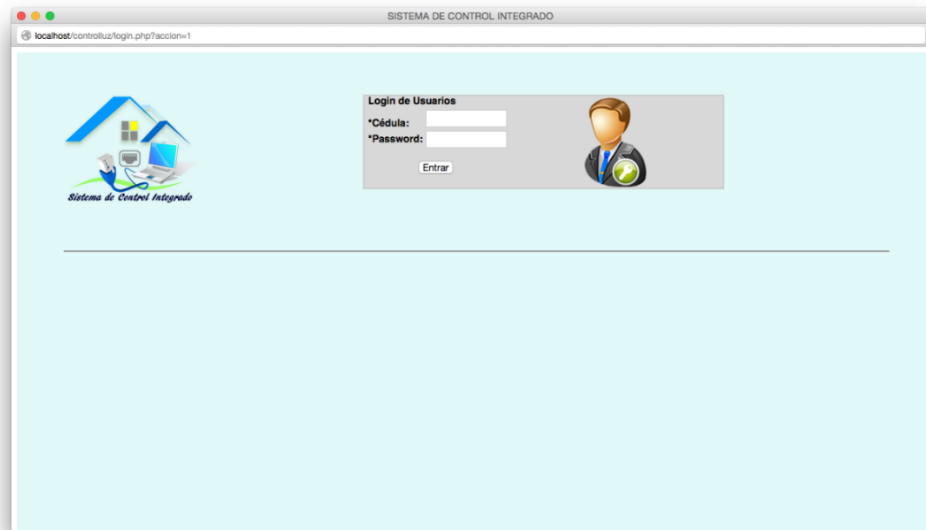 SISTEMA DE CONTROL INTEGRADO
localhost/controlluz/login.php?accion=1
Login de Usuarios
*Cédula:
*Password:
Entrar
Sistema de Control Integrado